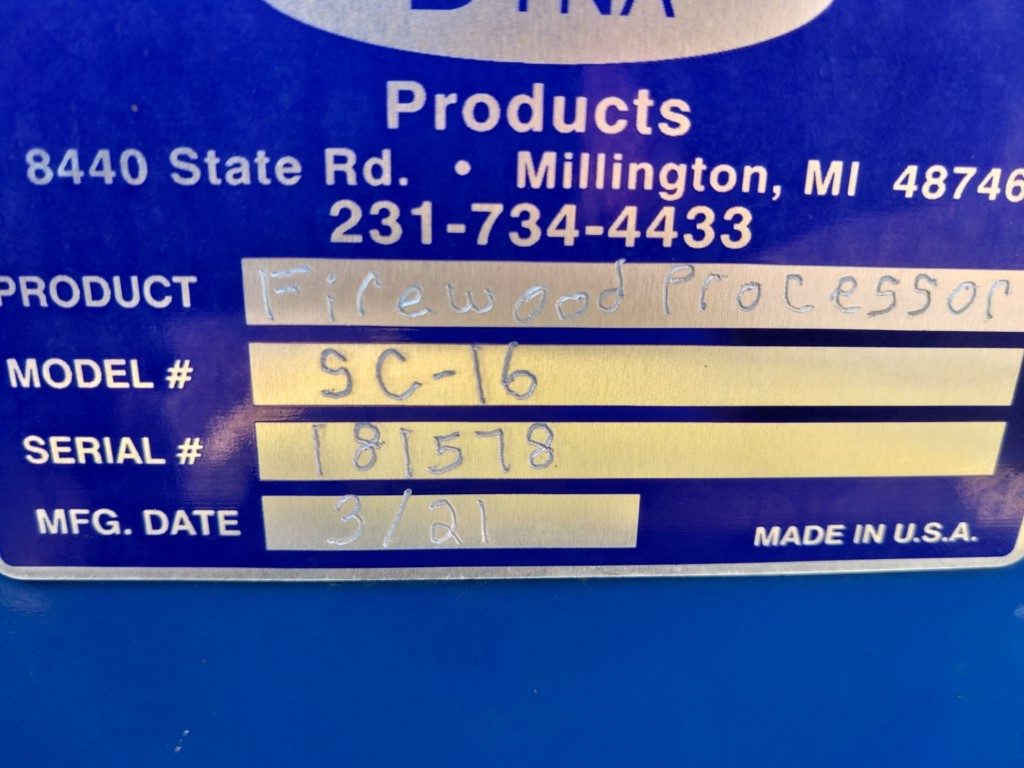 DYNA
Products
8440 State Rd. • Millington, MI 48746
231-734-4433
PRODUCT Firewood Processor
MODEL # SC-16
SERIAL # 181578
MFG. DATE 3/21
MADE IN U.S.A.